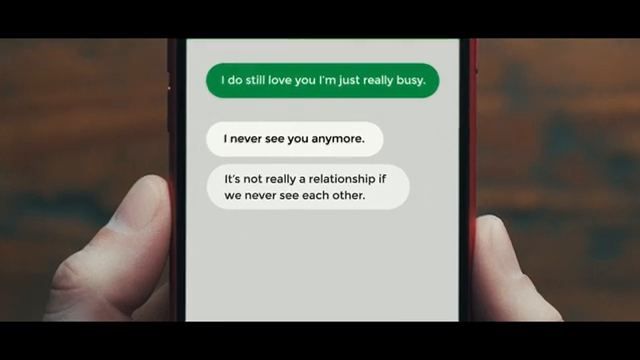 I do still love you I'm just really busy.
I never see you anymore.
It's not really a relationship if
we never see each other.